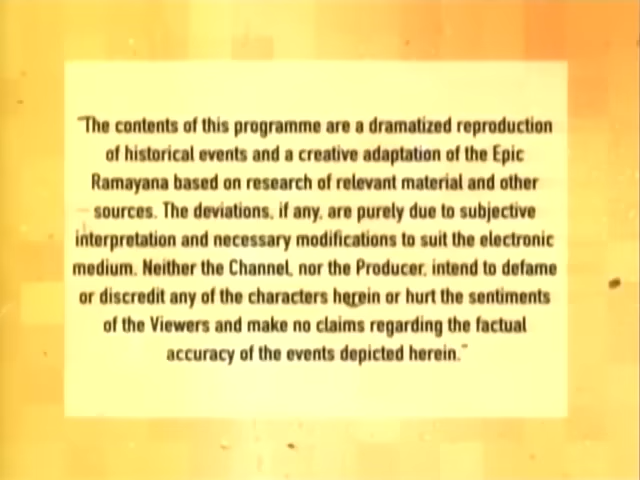 "The contents of this programme are a dramatized reproduction
of historical events and a creative adaptation of the Epic
Ramayana based on research of relevant material and other
sources. The deviations, if any, are purely due to subjective
interpretation and necessary modifications to suit the electronic
medium. Neither the Channel, nor the Producer, intend to defame
or discredit any of the characters herein or hurt the sentiments
of the Viewers and make no claims regarding the factual
accuracy of the events depicted herein."